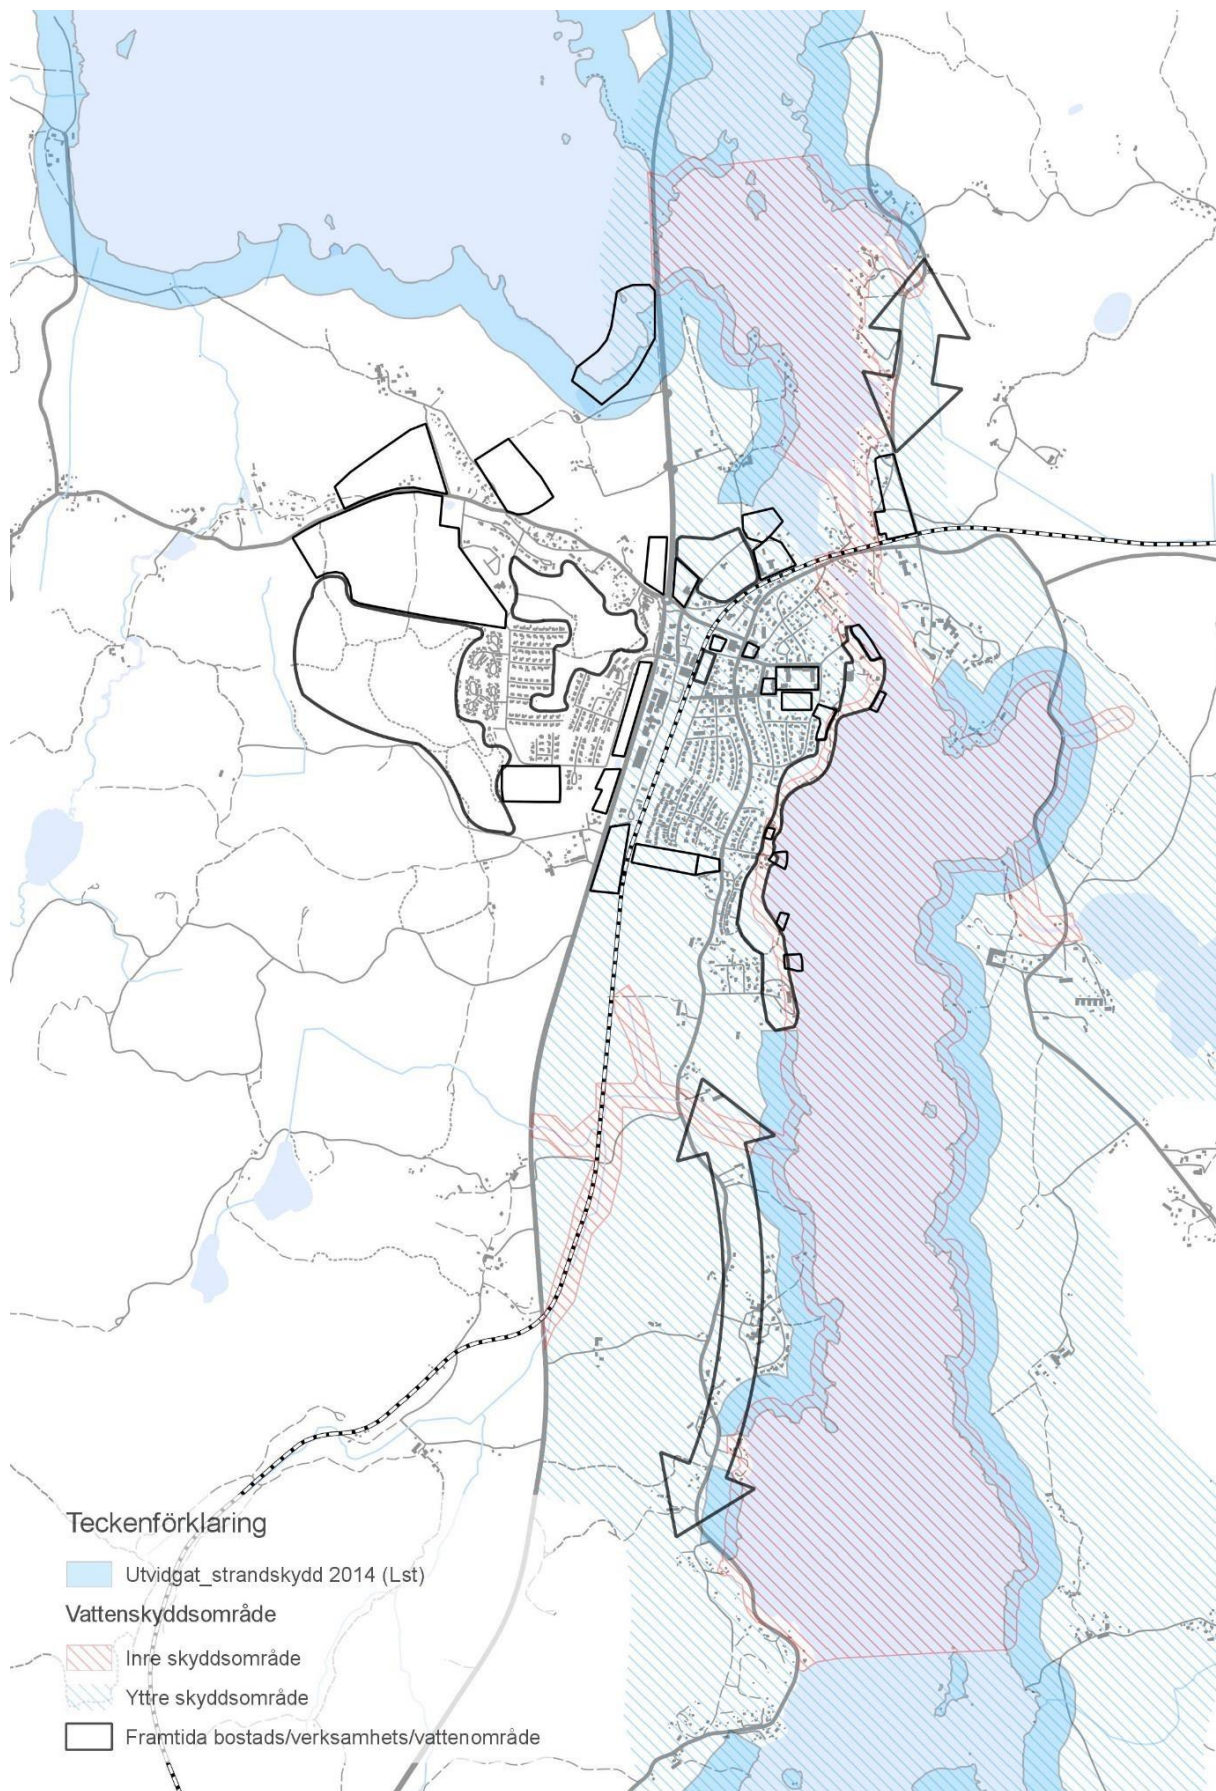 Teckenförklaring
Utvidgat_strandskydd 2014 (Lst)
Vattenskyddsområde
Inre skyddsområde
Yttre skyddsområde
Framtida bostads/verksamhets/vattenområde